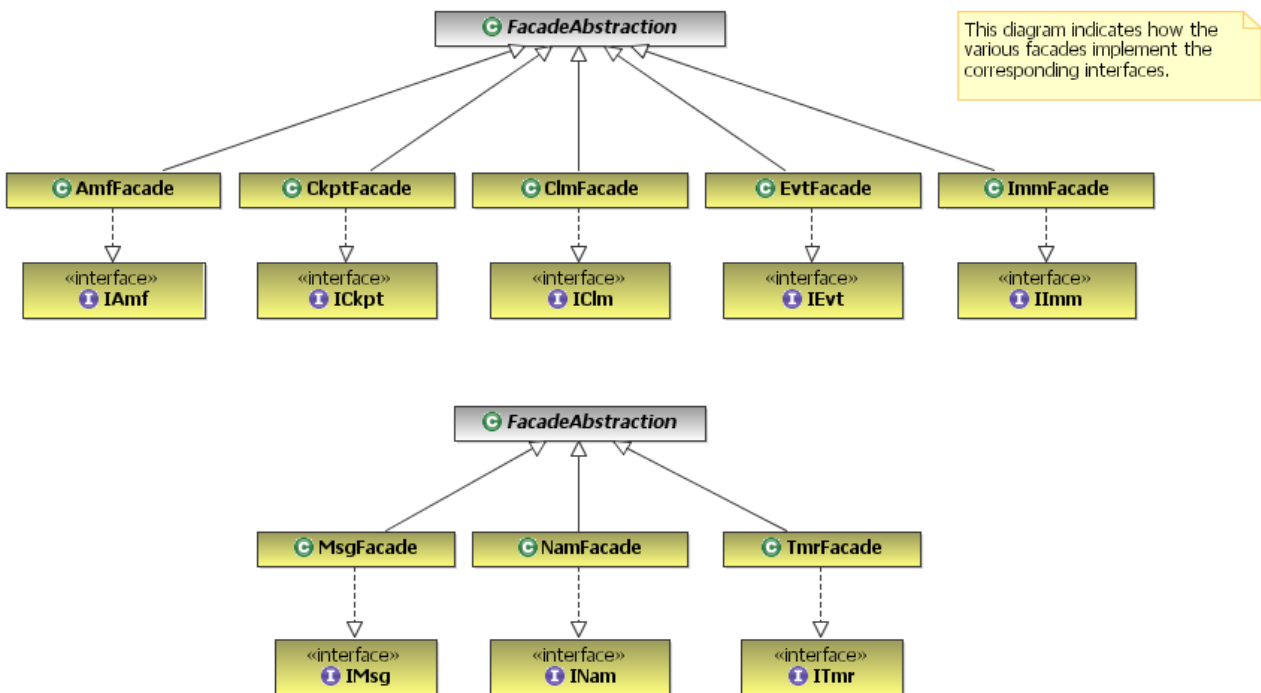 FacadeAbstraction
This diagram indicates how the
various facades implement the
corresponding interfaces.
AmfFacade
CkptFacade
ClmFacade
EvtFacade
ImmFacade
«interface»
IAmf
«interface»
ICkpt
«interface»
IClm
«interface»
IEvt
«interface»
IImm
FacadeAbstraction
MsgFacade
NamFacade
TmrFacade
«interface»
IMsg
«interface»
INam
«interface»
ITmr